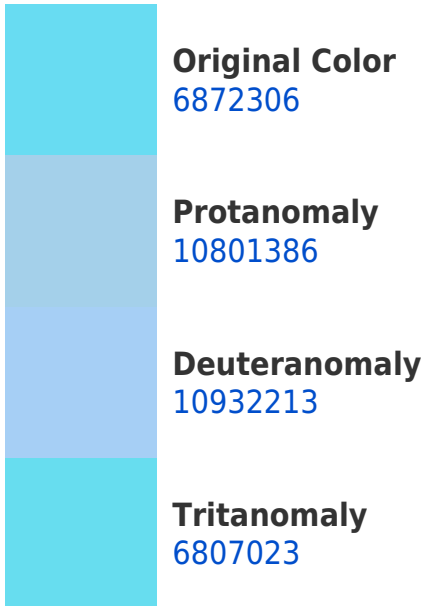 Original Color
6872306
Protanomaly
10801386
Deuteranomaly
10932213
Tritanomaly
6807023